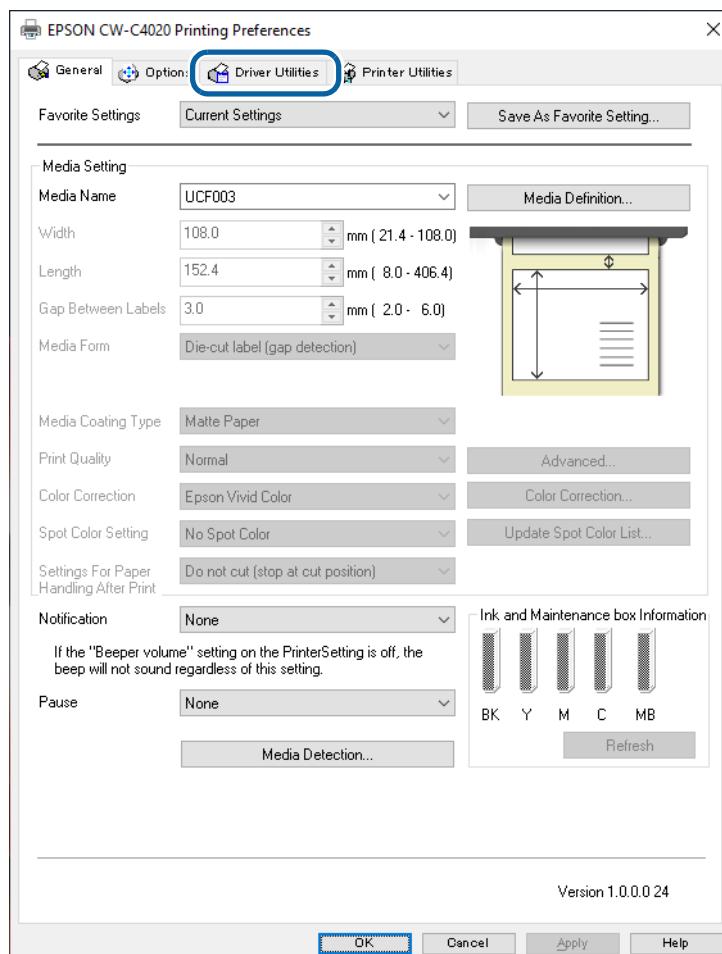 EPSON CW-C4020 Printing Preferences
General Option: Driver Utilities Printer Utilities
Favorite Settings Current Settings Save As Favorite Setting...
Media Setting
Media Name UCF003 Media Definition...
Width 108.0 mm ( 21.4 - 108.0)
Length 152.4 mm ( 8.0 - 406.4)
Gap Between Labels 3.0 mm ( 2.0 - 6.0)
Media Form Die-cut label (gap detection)
Media Coating Type Matte Paper
Print Quality Normal Advanced...
Color Correction Epson Vivid Color Color Correction...
Spot Color Setting No Spot Color Update Spot Color List...
Settings For Paper Do not cut (stop at cut position)
Handling After Print
Notification None Ink and Maintenance box Information
If the "Beeper volume" setting on the PrinterSetting is off, the
beep will not sound regardless of this setting.
Pause None
BK Y M C MB
Refresh
Media Detection...
Version 1.0.0.0 24
OK Cancel Apply Help